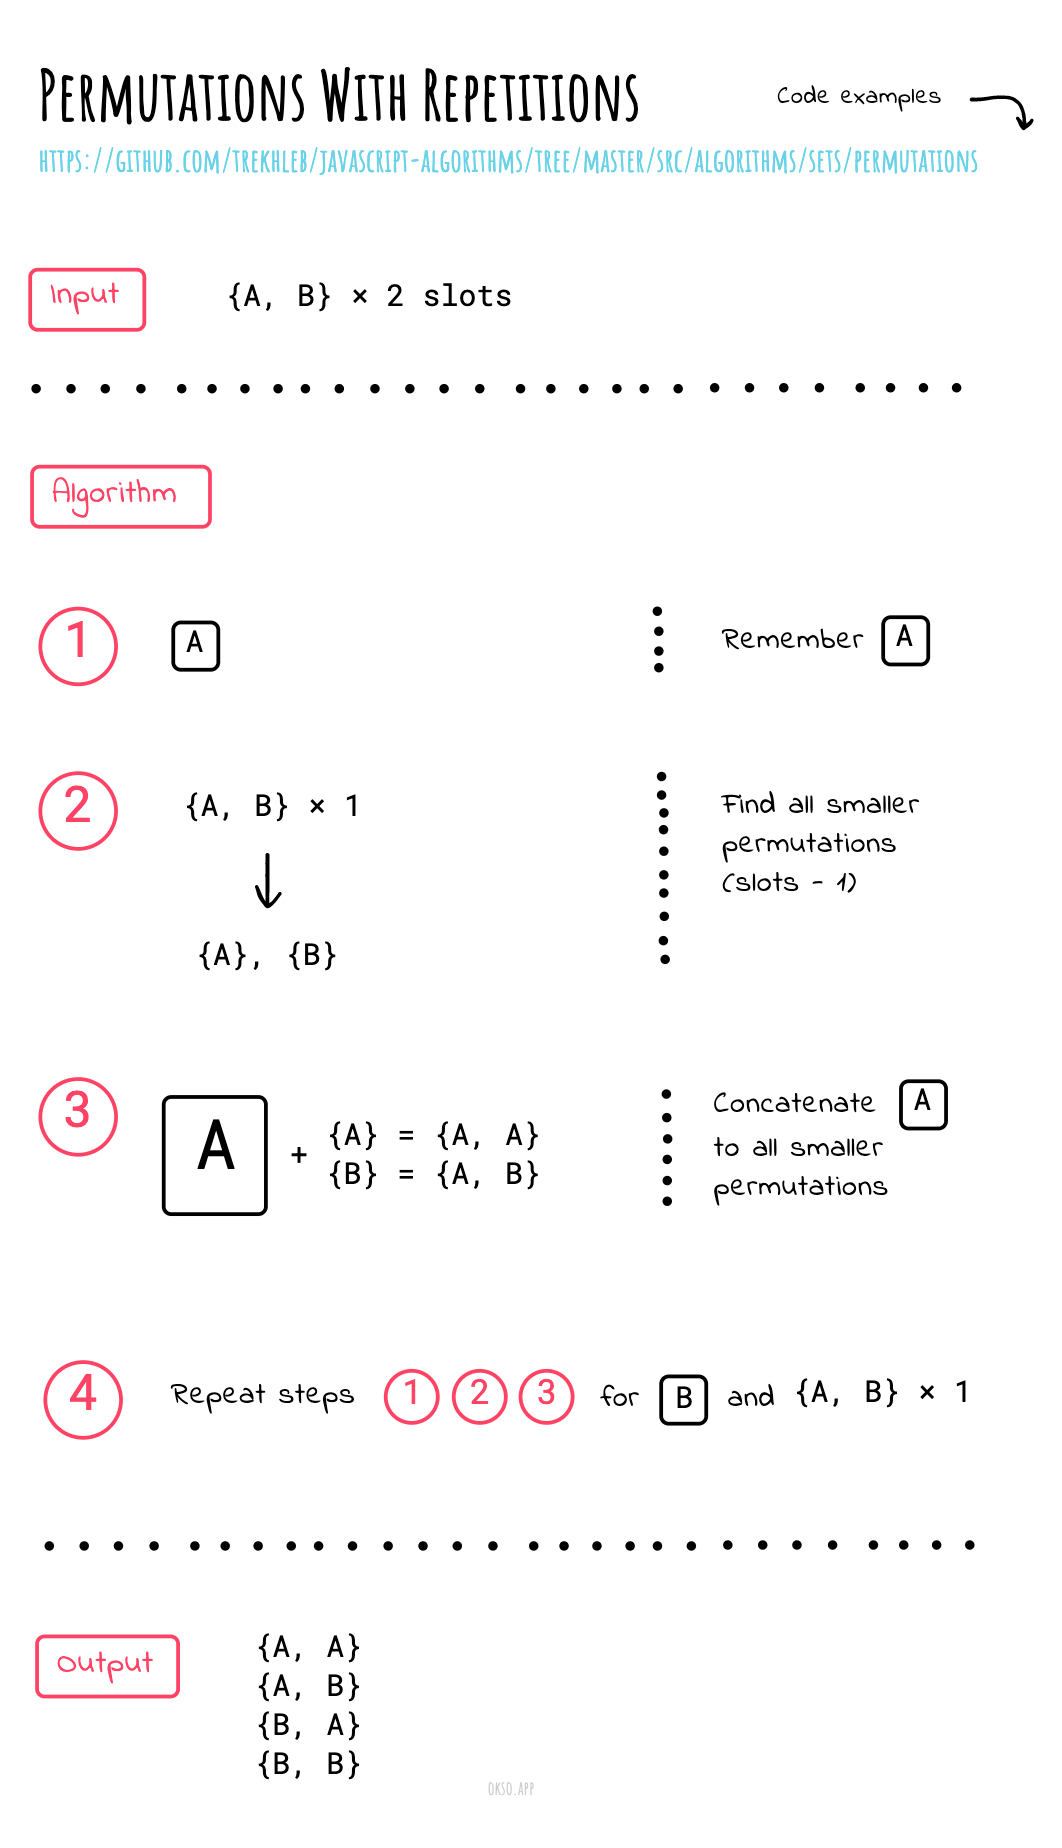 Permutations With Repetitions
Code examples
https://github.com/trekhleb/javascript-algorithms/tree/master/src/algorithms/sets/permutations
Input
{A, B} × 2 slots
Algorithm
1
A
Remember A
2
{A, B} × 1
{A}, {B}
Find all smaller
permutations
(slots - 1)
3
A + {A} = {A, A}
{B} = {A, B}
Concatenate A
to all smaller
permutations
4
Repeat steps 1 2 3 for B and {A, B} × 1
Output
{A, A}
{A, B}
{B, A}
{B, B}
OKSO.APP